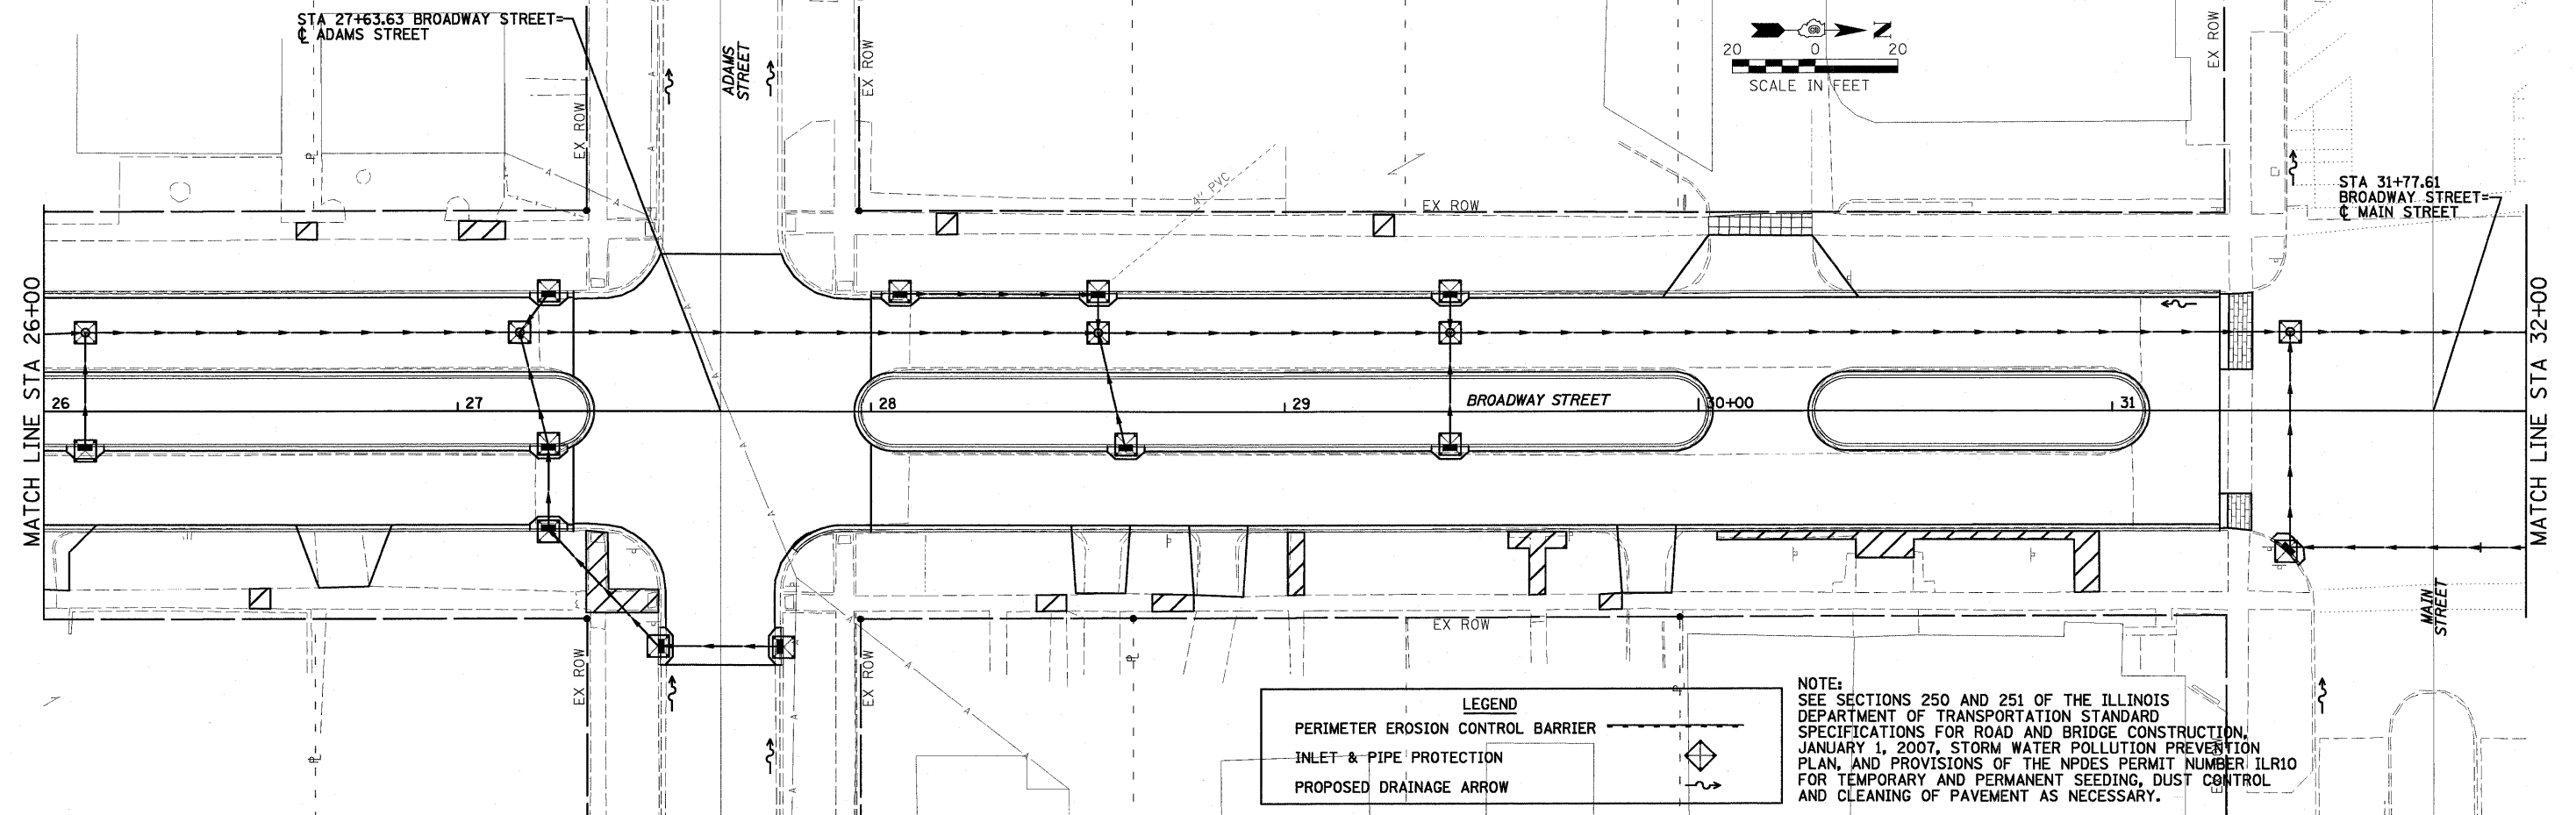 STA 27+63.63 BROADWAY STREET=
℄ ADAMS STREET
ADAMS
STREET
EX ROW
EX ROW
EX ROW
N
20 0 20
SCALE IN FEET
4" PVC
EX ROW
STA 31+77.61
BROADWAY STREET=
℄ MAIN STREET
MATCH LINE STA 26+00
26
27
28
29
BROADWAY STREET
30+00
31
MATCH LINE STA 32+00
EX ROW
EX ROW
EX ROW
MAIN
STREET
EX ROW
LEGEND
PERIMETER EROSION CONTROL BARRIER
INLET & PIPE PROTECTION
PROPOSED DRAINAGE ARROW
NOTE:
SEE SECTIONS 250 AND 251 OF THE ILLINOIS
DEPARTMENT OF TRANSPORTATION STANDARD
SPECIFICATIONS FOR ROAD AND BRIDGE CONSTRUCTION,
JANUARY 1, 2007, STORM WATER POLLUTION PREVENTION
PLAN, AND PROVISIONS OF THE NPDES PERMIT NUMBER ILR10
FOR TEMPORARY AND PERMANENT SEEDING, DUST CONTROL
AND CLEANING OF PAVEMENT AS NECESSARY.